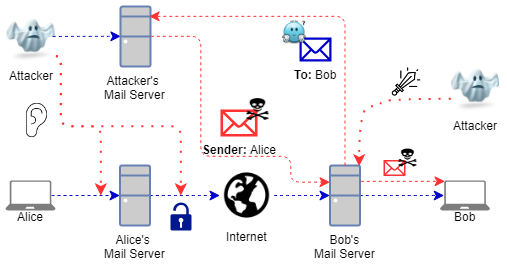 Attacker
Attacker's
Mail Server
To: Bob
Sender: Alice
Attacker
Alice
Alice's
Mail Server
Internet
Bob's
Mail Server
Bob